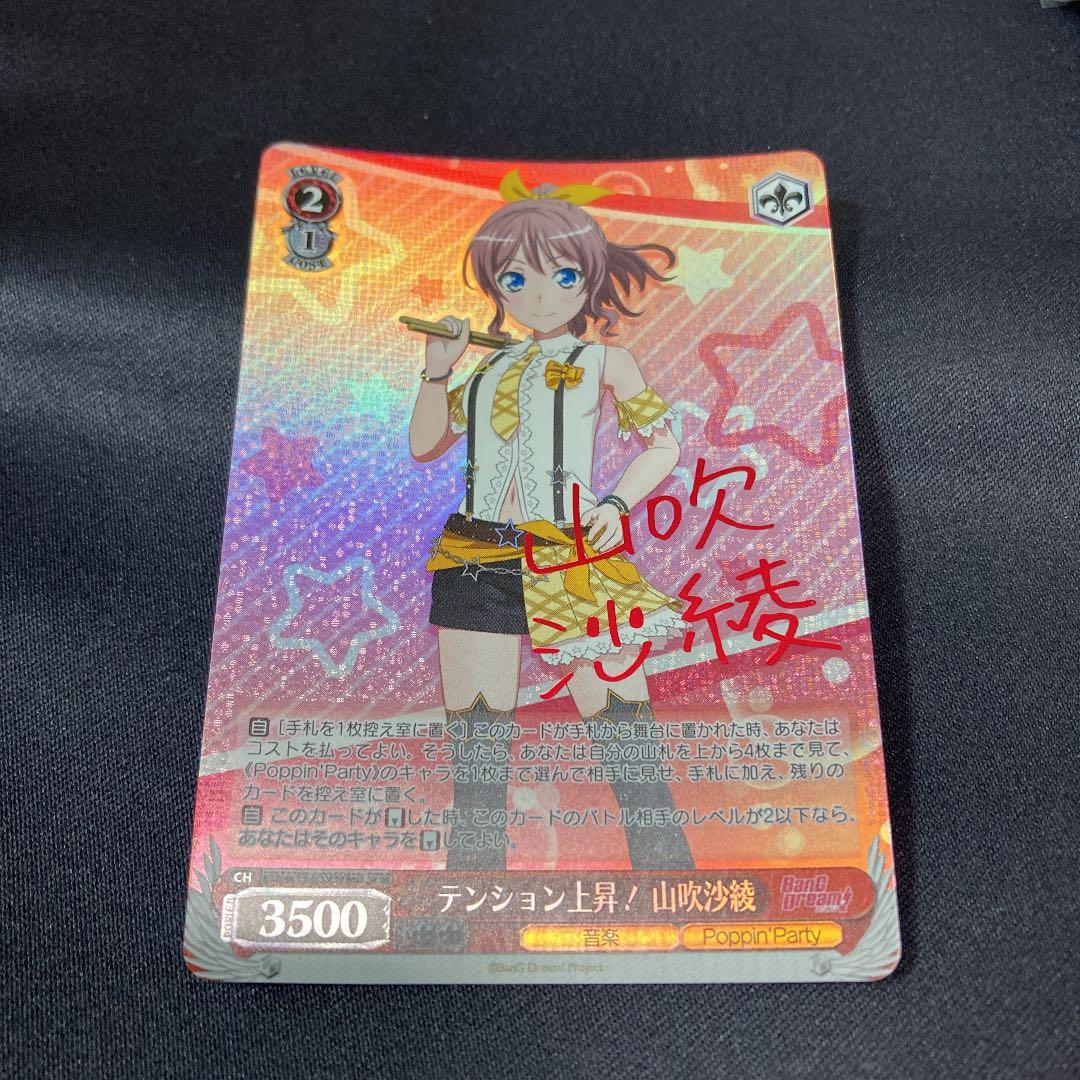 LEVEL
2
1
COST
山吹
沙綾
自 [手札を1枚控え室に置く] このカードが手札から舞台に置かれた時、あなたは
コストを払ってよい。そうしたら、あなたは自分の山札を上から4枚まで見て、
《Poppin'Party》のキャラを1枚まで選んで相手に見せ、手札に加え、残りの
カードを控え室に置く。
自 このカードが した時、このカードのバトル相手のレベルが2以下なら、
あなたはそのキャラを してよい。
CH
テンション上昇! 山吹沙綾
BanG Dream!
POWER
3500
音楽
Poppin'Party
©BanG Dream! Project